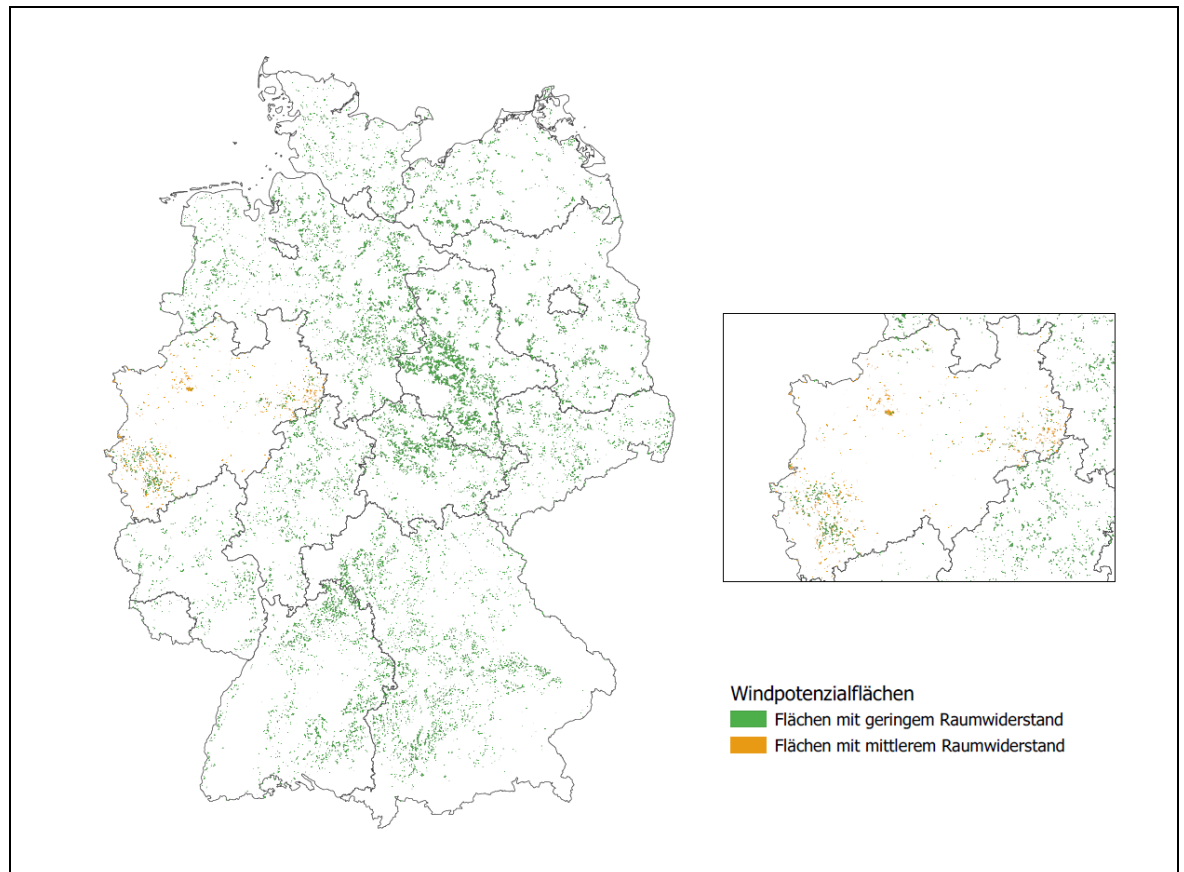 Windpotenzialflächen
Flächen mit geringem Raumwiderstand
Flächen mit mittlerem Raumwiderstand